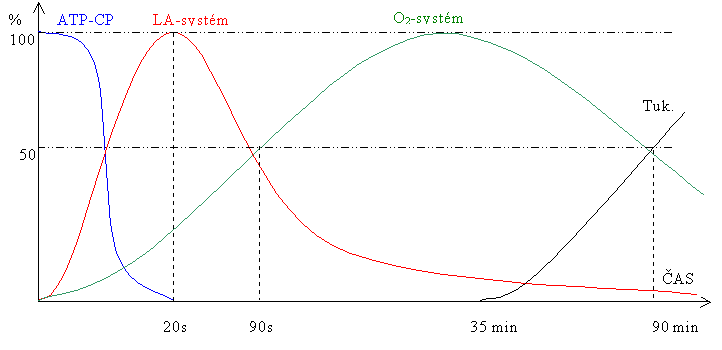 % ATP-CP LA-systém O₂-systém
100
Tuk.
50
ČAS
20s 90s 35 min 90 min